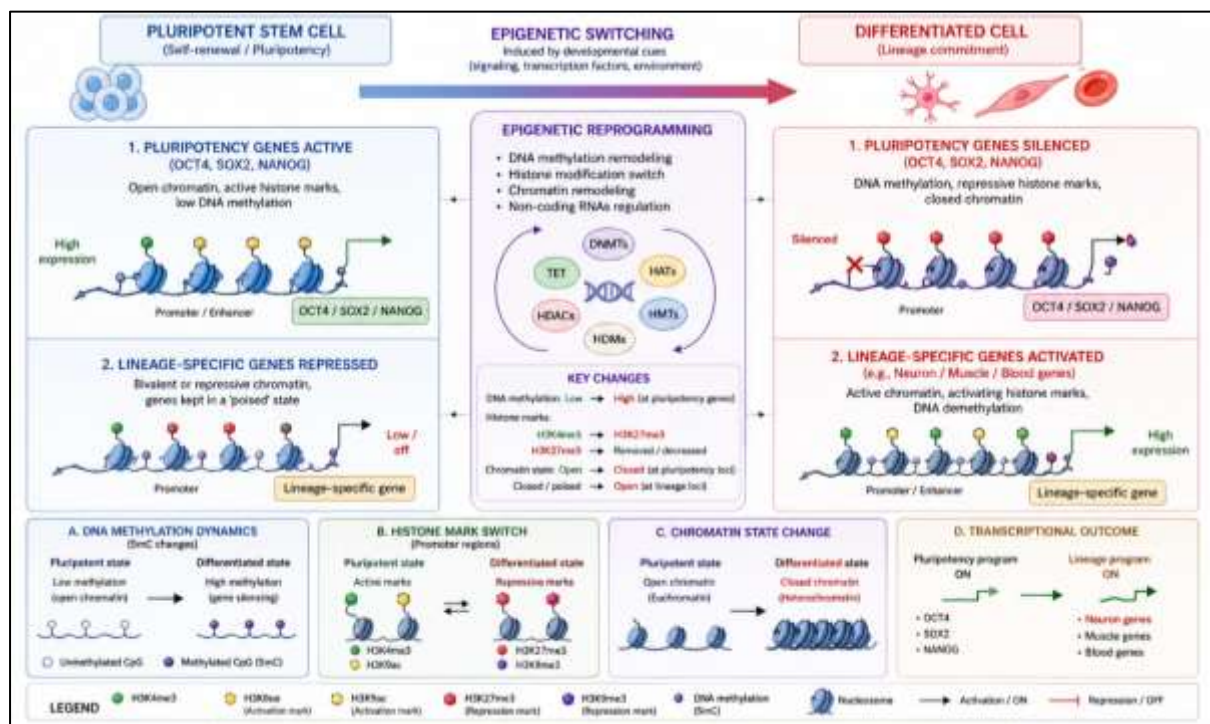 PLURIPOTENT STEM CELL
(Self-renewal / Pluripotency)
EPIGENETIC SWITCHING
Induced by developmental cues
(signaling, transcription factors, environment)
DIFFERENTIATED CELL
(Lineage commitment)
1. PLURIPOTENCY GENES ACTIVE
(OCT4, SOX2, NANOG)
Open chromatin, active histone marks,
low DNA methylation
High
expression
Promoter / Enhancer
OCT4 / SOX2 / NANOG
2. LINEAGE-SPECIFIC GENES REPRESSED
Bivalent or repressive chromatin,
genes kept in a 'poised' state
Low /
off
Promoter
Lineage-specific gene
EPIGENETIC REPROGRAMMING
• DNA methylation remodeling
• Histone modification switch
• Chromatin remodeling
• Non-coding RNAs regulation
DNMTs
TET
HATs
HDACs
HMTs
HDMs
KEY CHANGES
DNA methylation: Low → High (at pluripotency genes)
Histone marks:
H3K4me3 → H3K27me3
H3K27me3 → Removed / decreased
Chromatin state: Open → Closed (at pluripotency loci)
Closed / poised → Open (at lineage loci)
1. PLURIPOTENCY GENES SILENCED
(OCT4, SOX2, NANOG)
DNA methylation, repressive histone marks,
closed chromatin
Silenced
Promoter
OCT4 / SOX2 / NANOG
2. LINEAGE-SPECIFIC GENES ACTIVATED
(e.g., Neuron / Muscle / Blood genes)
Active chromatin, activating histone marks,
DNA demethylation
High
expression
Promoter / Enhancer
Lineage-specific gene
A. DNA METHYLATION DYNAMICS
(5mC changes)
Pluripotent state
Differentiated state
Low methylation
(open chromatin)
High methylation
(gene silencing)
Unmethylated CpG
Methylated CpG (5mC)
B. HISTONE MARK SWITCH
(Promoter regions)
Pluripotent state
Differentiated state
Active marks
Repressive marks
H3K4me3
H3K9ac
H3K27me3
H3K9me3
C. CHROMATIN STATE CHANGE
Pluripotent state
Differentiated state
Open chromatin
(Euchromatin)
Closed chromatin
(Heterochromatin)
D. TRANSCRIPTIONAL OUTCOME
Pluripotency program
ON
Lineage program
ON
• OCT4
• SOX2
• NANOG
• Neuron genes
• Muscle genes
• Blood genes
LEGEND
H3K4me3
(Activation mark)
H3K9ac
(Activation mark)
H3K27me3
(Repression mark)
H3K9me3
(Repression mark)
DNA methylation
(5mC)
Nucleosome
Activation / ON
Repression / OFF